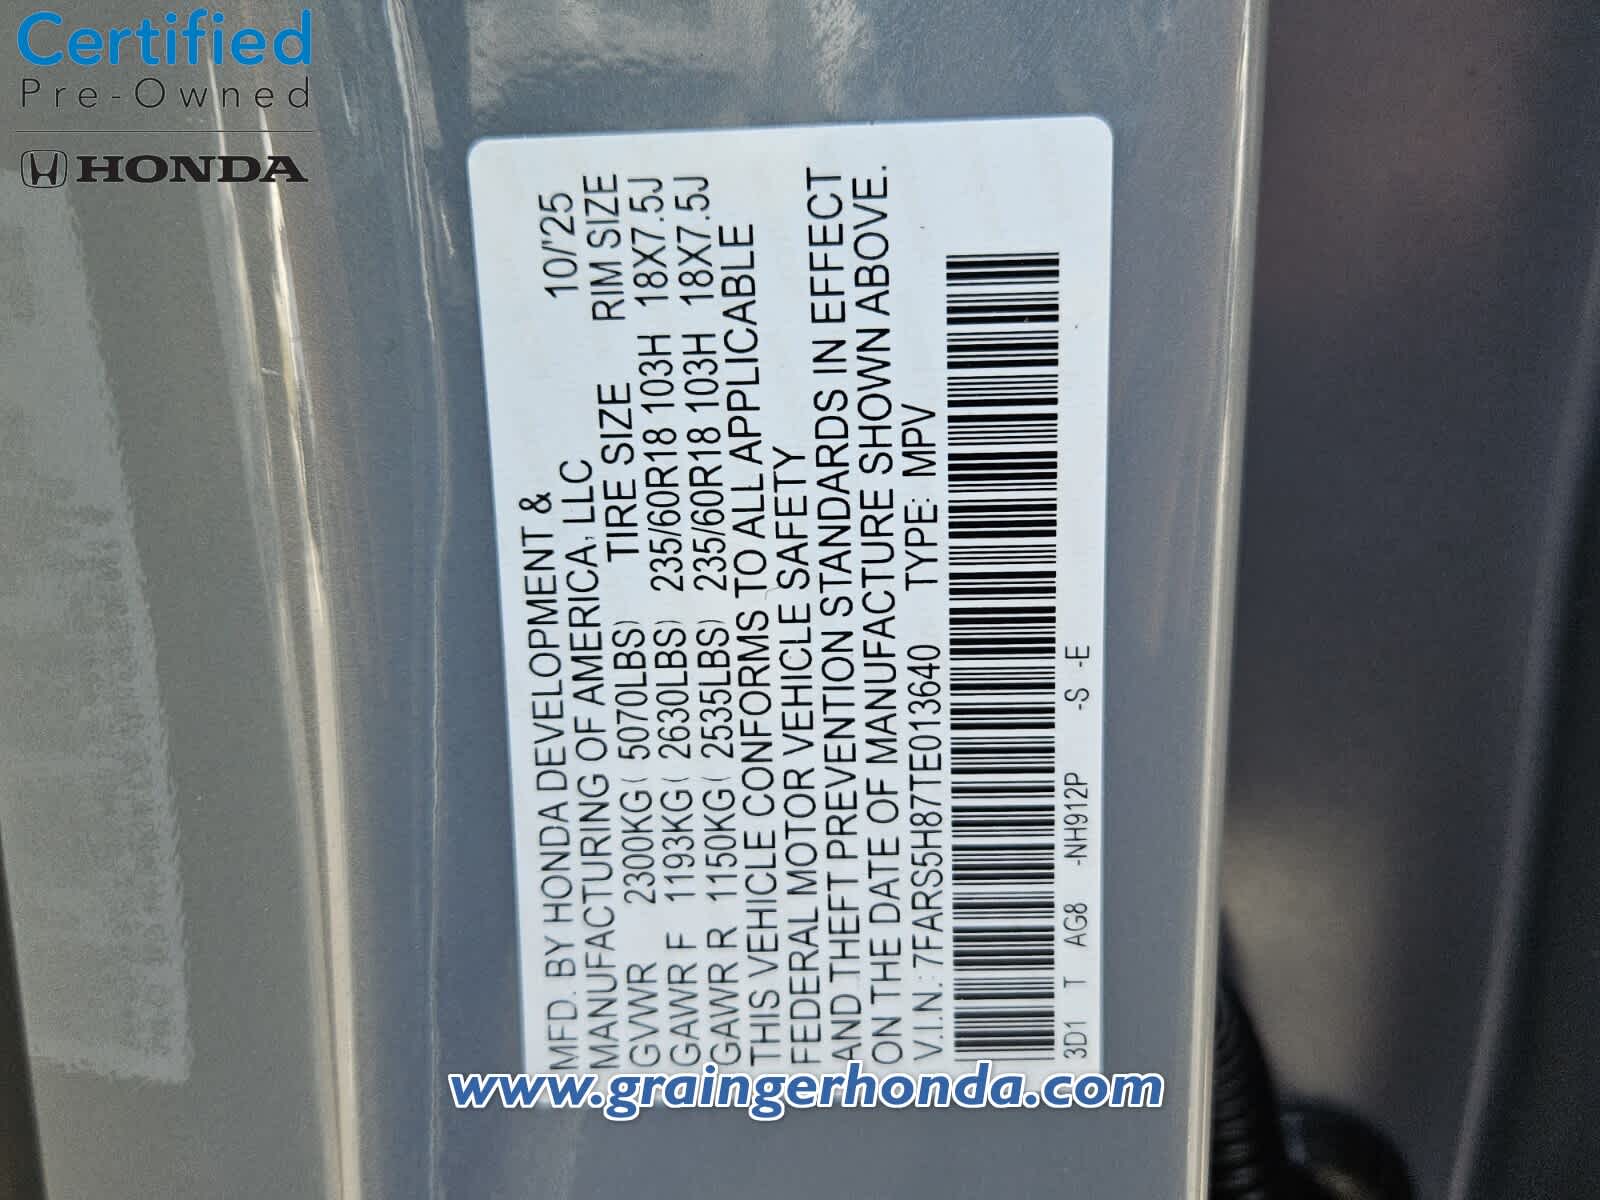 Certified
Pre-Owned
HONDA
MFD. BY HONDA DEVELOPMENT & 10/'25
MANUFACTURING OF AMERICA, LLC
TIRE SIZE RIM SIZE
GVWR 2300KG( 5070LBS)
GAWR F 1193KG( 2630LBS) 235/60R18 103H 18X7.5J
GAWR R 1150KG( 2535LBS) 235/60R18 103H 18X7.5J
THIS VEHICLE CONFORMS TO ALL APPLICABLE
FEDERAL MOTOR VEHICLE SAFETY
AND THEFT PREVENTION STANDARDS IN EFFECT
ON THE DATE OF MANUFACTURE SHOWN ABOVE.
V.I.N.: 7FARS5H87TE013640 TYPE: MPV
3D1 T AG8 -NH912P -S -E
www.graingerhonda.com